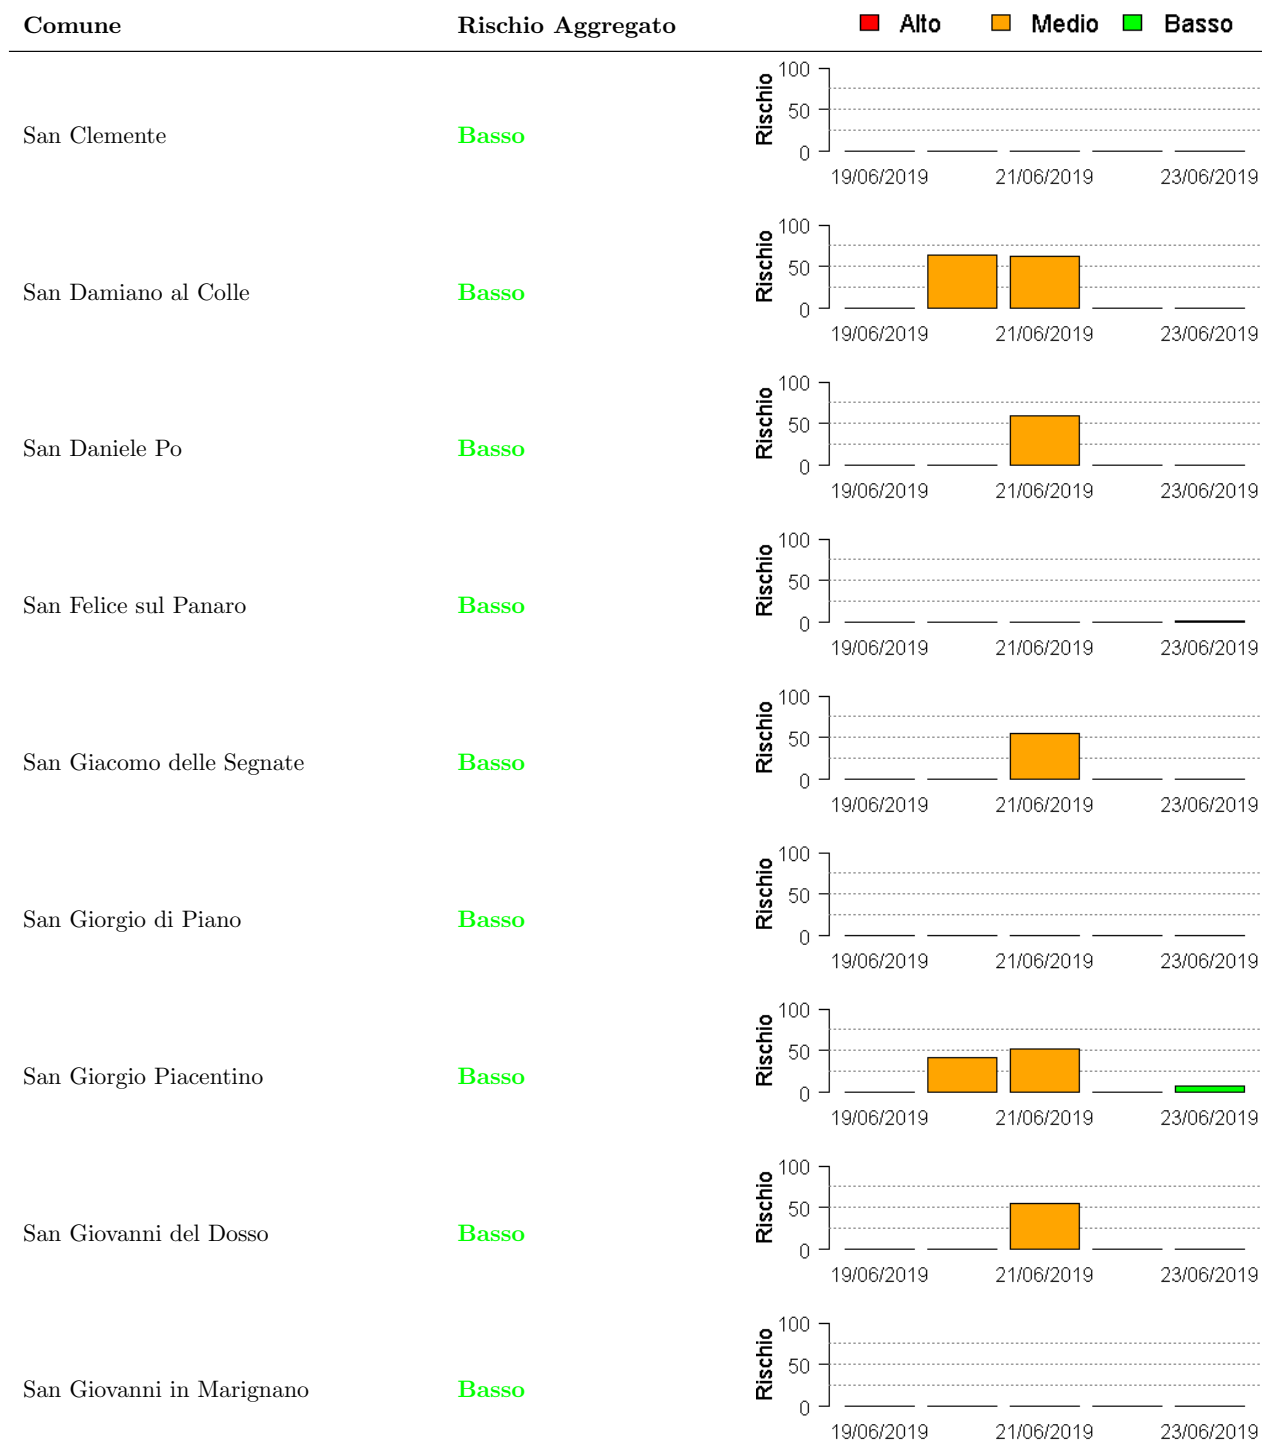 Comune Rischio Aggregato Alto Medio Basso
San Clemente Basso
Rischio
100
50
0
19/06/2019 21/06/2019 23/06/2019
San Damiano al Colle Basso
Rischio
100
50
0
19/06/2019 21/06/2019 23/06/2019
San Daniele Po Basso
Rischio
100
50
0
19/06/2019 21/06/2019 23/06/2019
San Felice sul Panaro Basso
Rischio
100
50
0
19/06/2019 21/06/2019 23/06/2019
San Giacomo delle Segnate Basso
Rischio
100
50
0
19/06/2019 21/06/2019 23/06/2019
San Giorgio di Piano Basso
Rischio
100
50
0
19/06/2019 21/06/2019 23/06/2019
San Giorgio Piacentino Basso
Rischio
100
50
0
19/06/2019 21/06/2019 23/06/2019
San Giovanni del Dosso Basso
Rischio
100
50
0
19/06/2019 21/06/2019 23/06/2019
San Giovanni in Marignano Basso
Rischio
100
50
0
19/06/2019 21/06/2019 23/06/2019